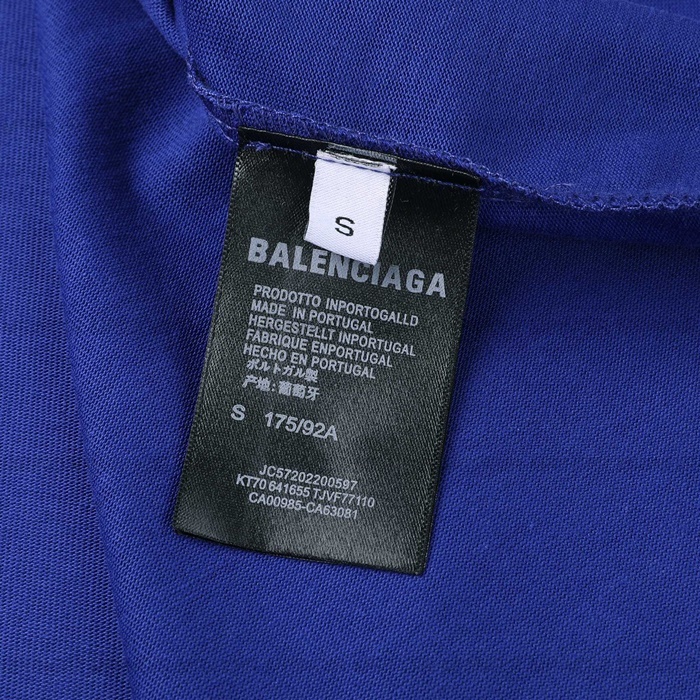 S
BALENCIAGA
PRODOTTO INPORTOGALLD
MADE IN PORTUGAL
HERGESTELLT INPORTUGAL
FABRIQUE ENPORTUGAL
HECHO EN PORTUGAL
ポルトガル製
产地:葡萄牙
S 175/92A
JC57202200597
KT70 641655 TJVF77110
CA00985-CA63081